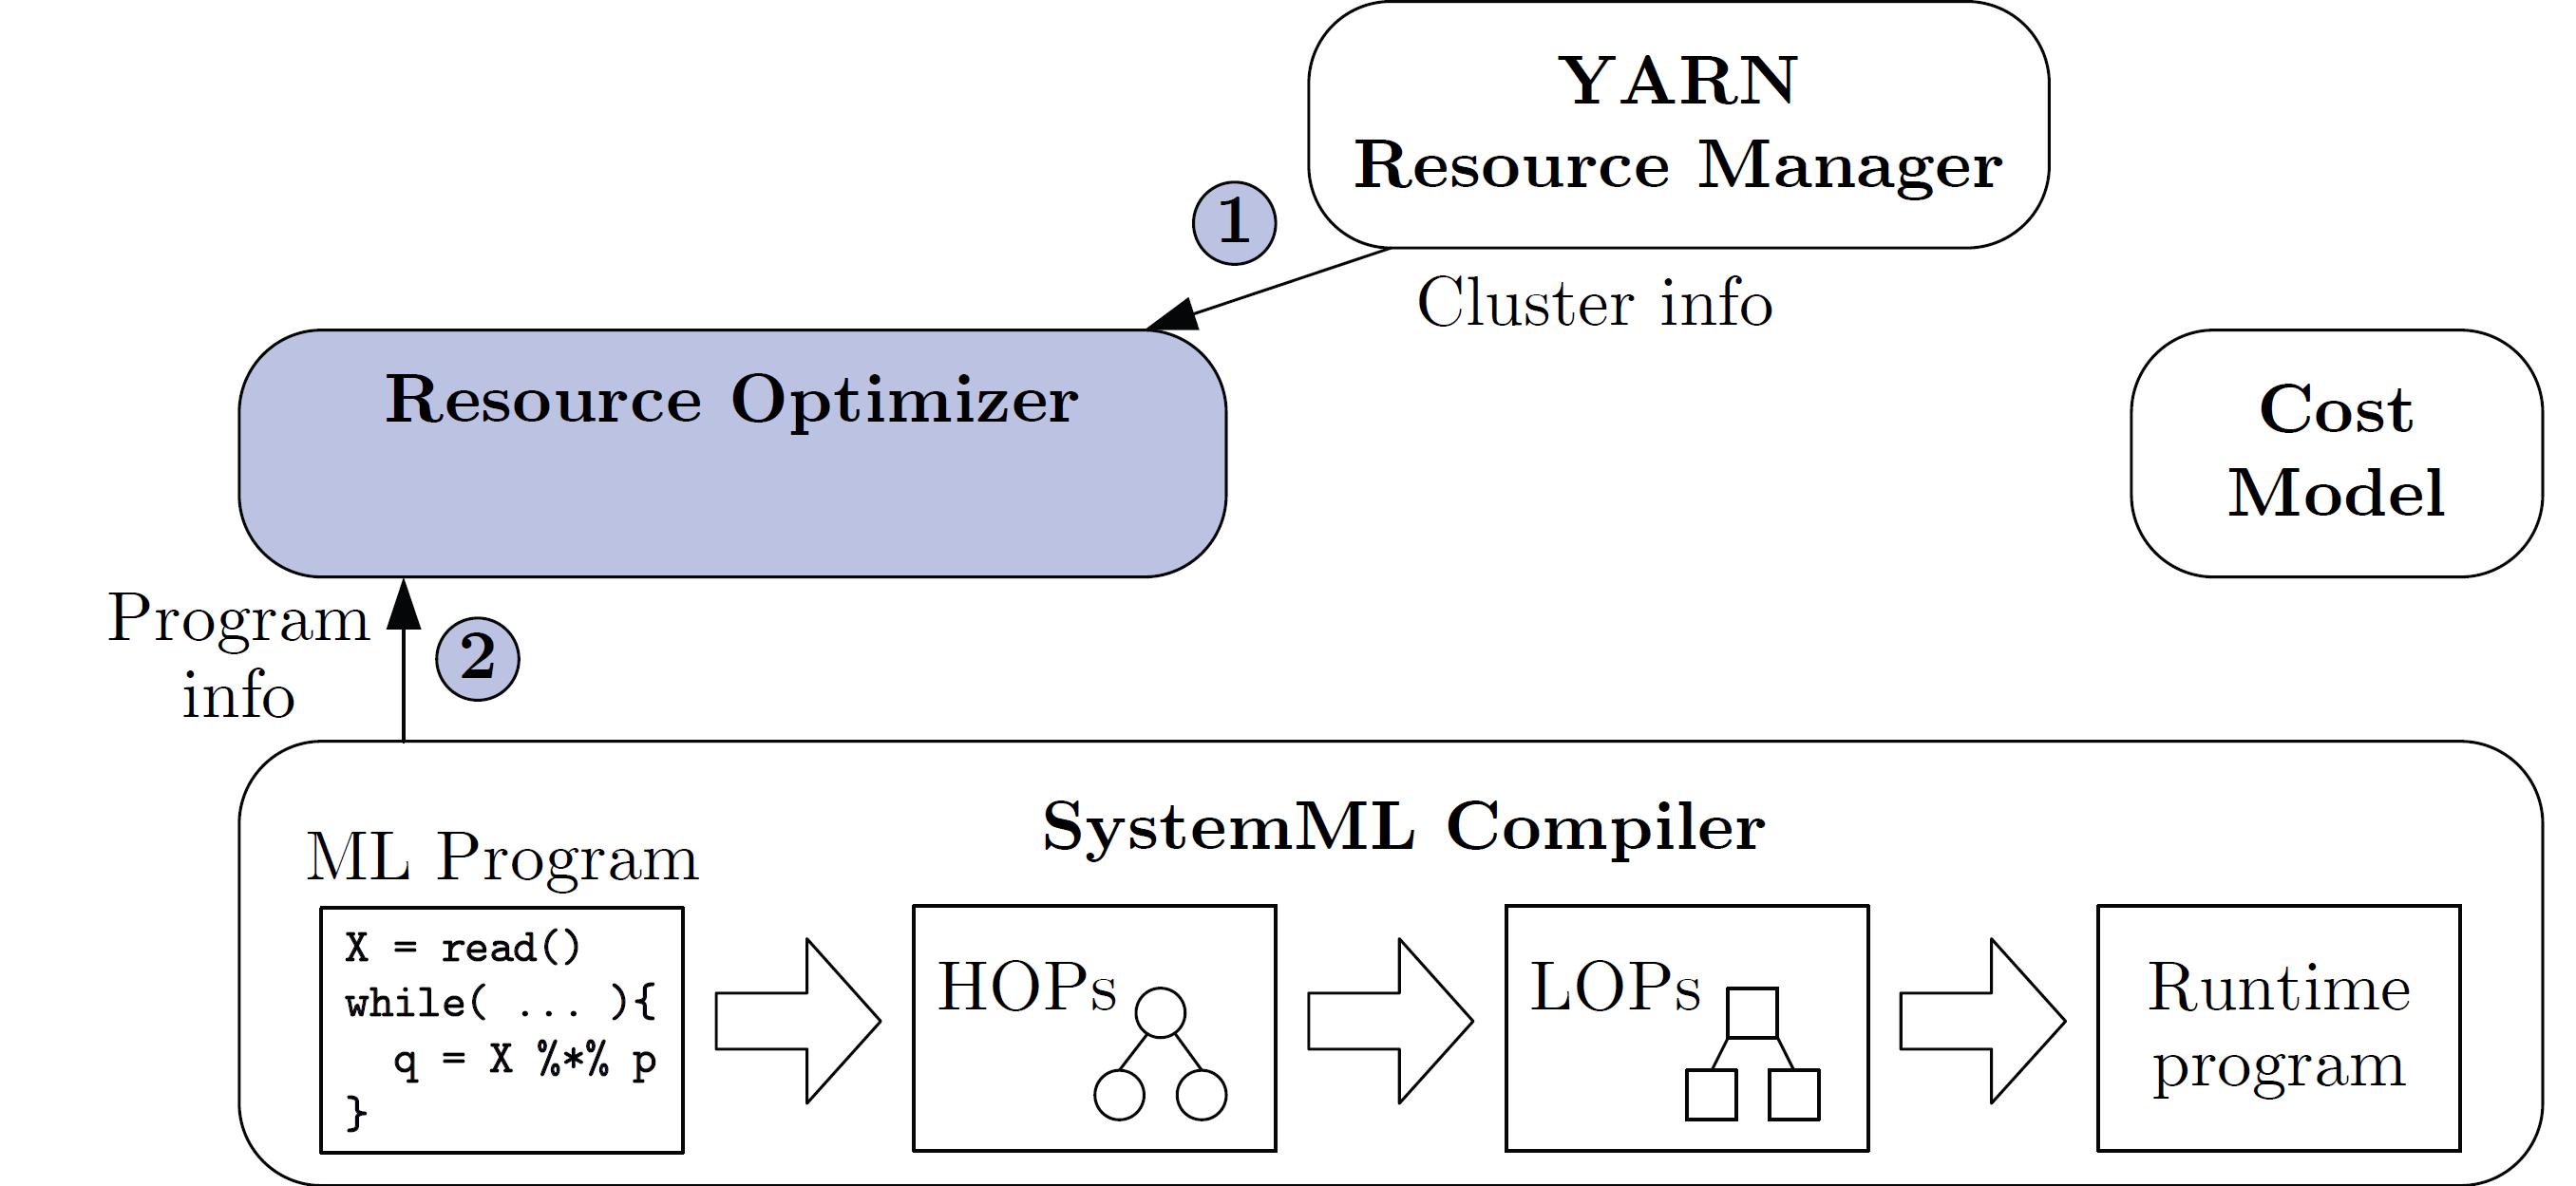 YARN
Resource Manager
1
Cluster info
Resource Optimizer
Cost
Model
Program
info
2
SystemML Compiler
ML Program
X = read()
while( ... ){
  q = X %*% p
}
HOPs
LOPs
Runtime
program